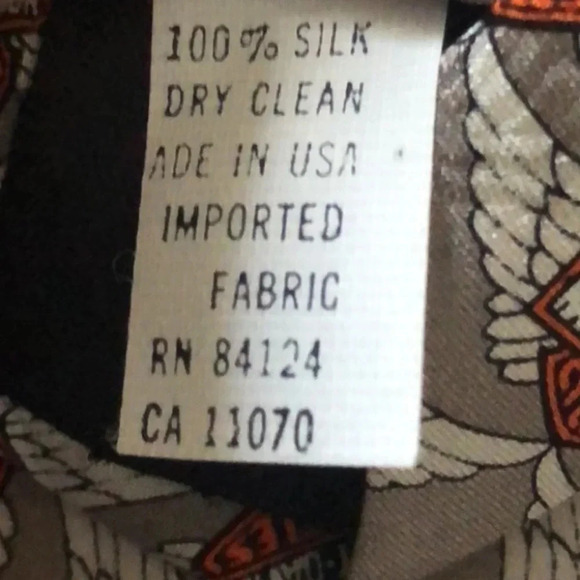 100% SILK
DRY CLEAN
ADE IN USA
IMPORTED
FABRIC
RN 84124
CA 11070